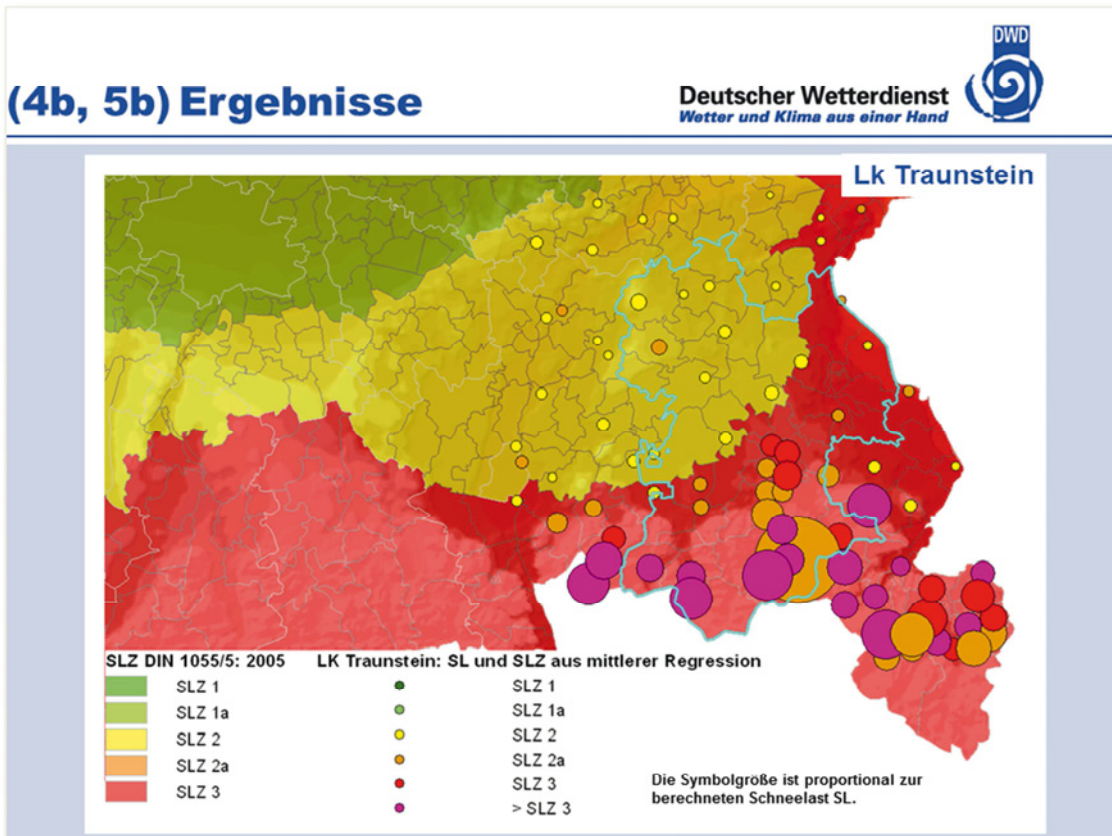 DWD
(4b, 5b) Ergebnisse
Deutscher Wetterdienst
Wetter und Klima aus einer Hand
Lk Traunstein
SLZ DIN 1055/5: 2005
SLZ 1
SLZ 1a
SLZ 2
SLZ 2a
SLZ 3
LK Traunstein: SL und SLZ aus mittlerer Regression
SLZ 1
SLZ 1a
SLZ 2
SLZ 2a
SLZ 3
> SLZ 3
Die Symbolgröße ist proportional zur
berechneten Schneelast SL.